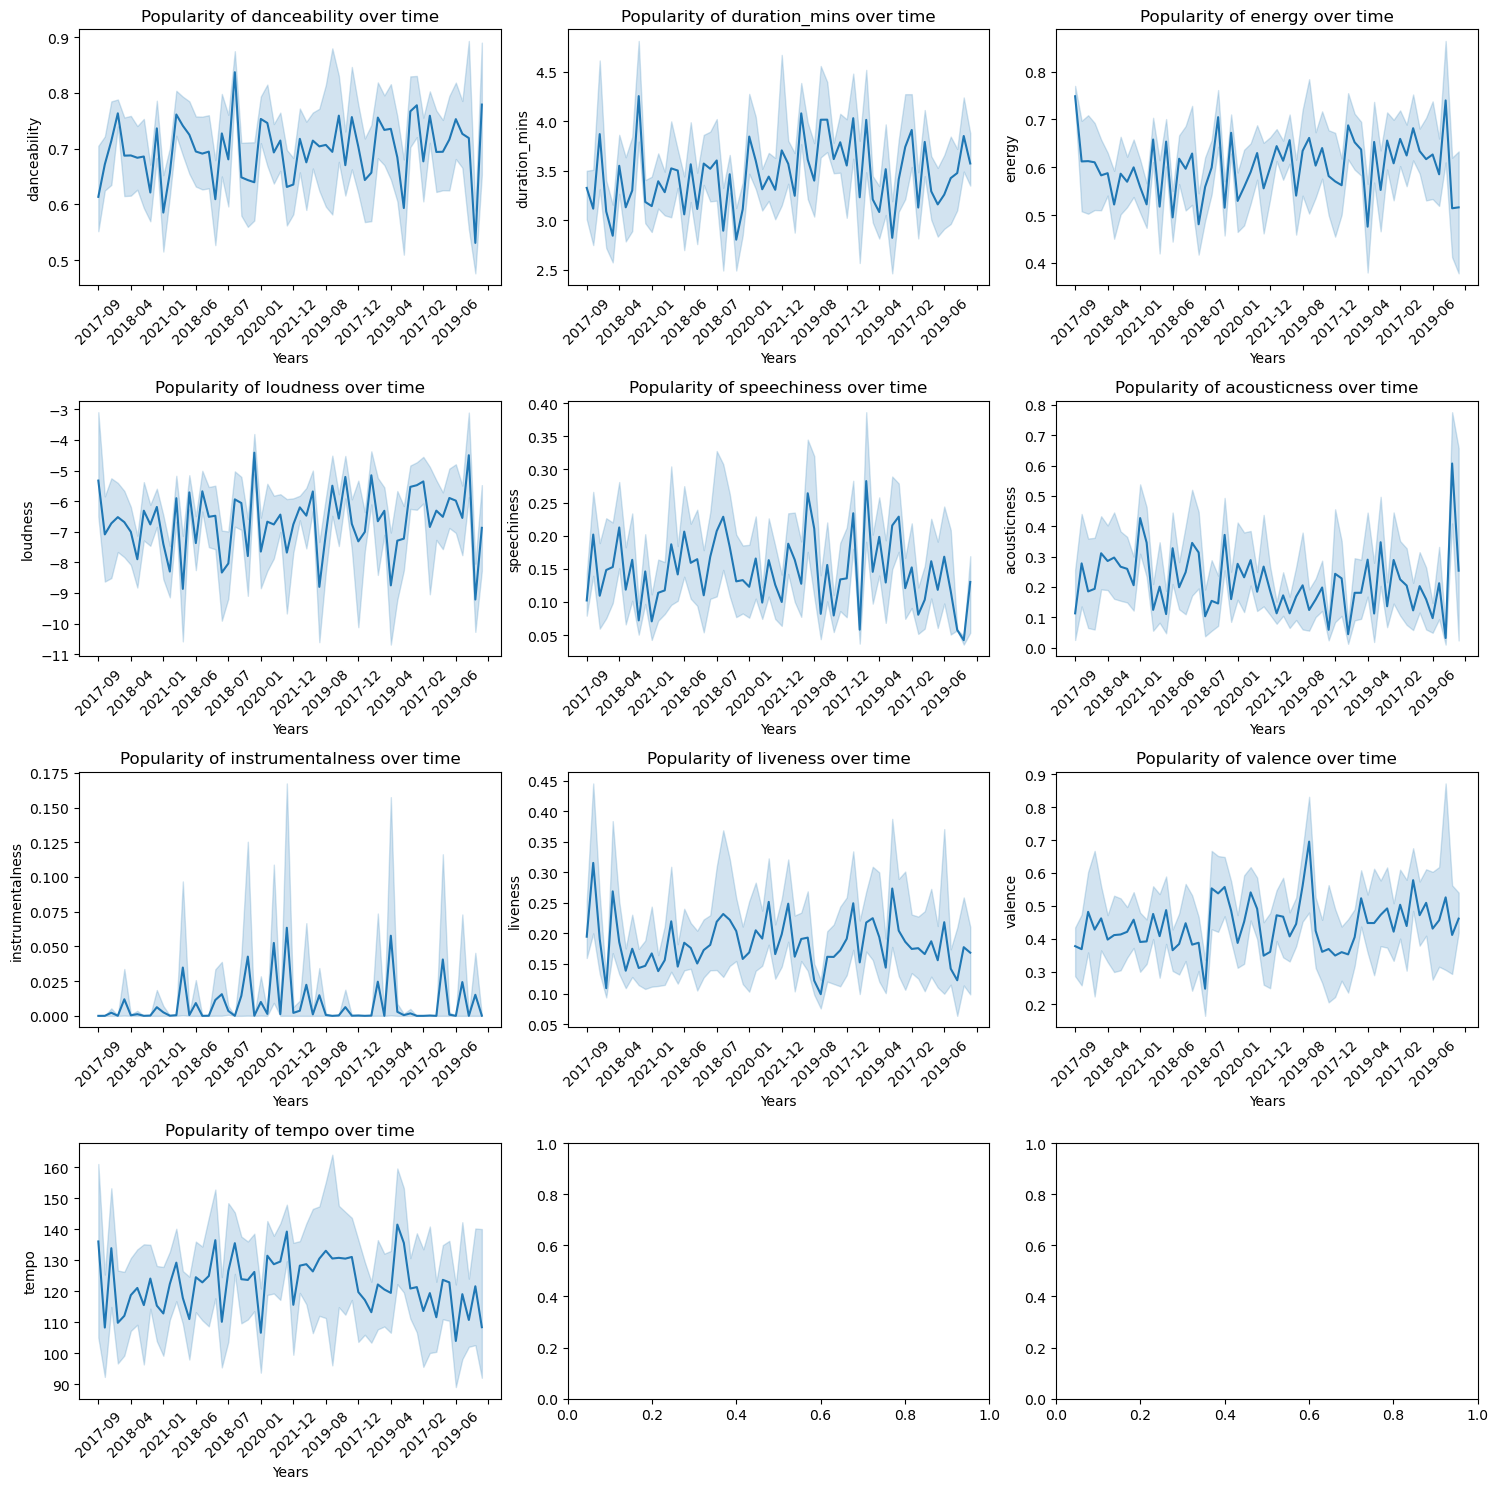 Popularity of danceability over time
danceability
0.9
0.8
0.7
0.6
0.5
2017-09 2018-04 2021-01 2018-06 2018-07 2020-01 2021-12 2019-08 2017-12 2019-04 2017-02 2019-06
Years
Popularity of duration_mins over time
duration_mins
4.5
4.0
3.5
3.0
2.5
2017-09 2018-04 2021-01 2018-06 2018-07 2020-01 2021-12 2019-08 2017-12 2019-04 2017-02 2019-06
Years
Popularity of energy over time
energy
0.8
0.7
0.6
0.5
0.4
2017-09 2018-04 2021-01 2018-06 2018-07 2020-01 2021-12 2019-08 2017-12 2019-04 2017-02 2019-06
Years
Popularity of loudness over time
loudness
−3
−4
−5
−6
−7
−8
−9
−10
−11
2017-09 2018-04 2021-01 2018-06 2018-07 2020-01 2021-12 2019-08 2017-12 2019-04 2017-02 2019-06
Years
Popularity of speechiness over time
speechiness
0.40
0.35
0.30
0.25
0.20
0.15
0.10
0.05
2017-09 2018-04 2021-01 2018-06 2018-07 2020-01 2021-12 2019-08 2017-12 2019-04 2017-02 2019-06
Years
Popularity of acousticness over time
acousticness
0.8
0.7
0.6
0.5
0.4
0.3
0.2
0.1
0.0
2017-09 2018-04 2021-01 2018-06 2018-07 2020-01 2021-12 2019-08 2017-12 2019-04 2017-02 2019-06
Years
Popularity of instrumentalness over time
instrumentalness
0.175
0.150
0.125
0.100
0.075
0.050
0.025
0.000
2017-09 2018-04 2021-01 2018-06 2018-07 2020-01 2021-12 2019-08 2017-12 2019-04 2017-02 2019-06
Years
Popularity of liveness over time
liveness
0.45
0.40
0.35
0.30
0.25
0.20
0.15
0.10
0.05
2017-09 2018-04 2021-01 2018-06 2018-07 2020-01 2021-12 2019-08 2017-12 2019-04 2017-02 2019-06
Years
Popularity of valence over time
valence
0.9
0.8
0.7
0.6
0.5
0.4
0.3
0.2
2017-09 2018-04 2021-01 2018-06 2018-07 2020-01 2021-12 2019-08 2017-12 2019-04 2017-02 2019-06
Years
Popularity of tempo over time
tempo
160
150
140
130
120
110
100
90
2017-09 2018-04 2021-01 2018-06 2018-07 2020-01 2021-12 2019-08 2017-12 2019-04 2017-02 2019-06
Years
1.0
0.8
0.6
0.4
0.2
0.0
0.0 0.2 0.4 0.6 0.8 1.0
1.0
0.8
0.6
0.4
0.2
0.0
0.0 0.2 0.4 0.6 0.8 1.0